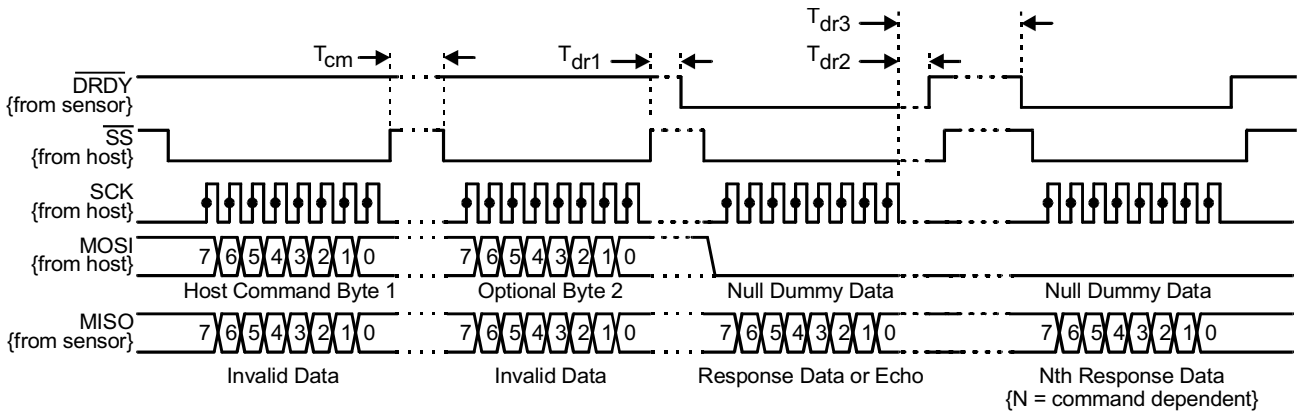 Tdr3
Tcm
Tdr1
Tdr2
DRDY
{from sensor}
SS
{from host}
SCK
{from host}
MOSI
{from host}
7 6 5 4 3 2 1 0
7 6 5 4 3 2 1 0
Host Command Byte 1
Optional Byte 2
Null Dummy Data
Null Dummy Data
MISO
{from sensor}
7 6 5 4 3 2 1 0
7 6 5 4 3 2 1 0
7 6 5 4 3 2 1 0
7 6 5 4 3 2 1 0
Invalid Data
Invalid Data
Response Data or Echo
Nth Response Data
{N = command dependent}